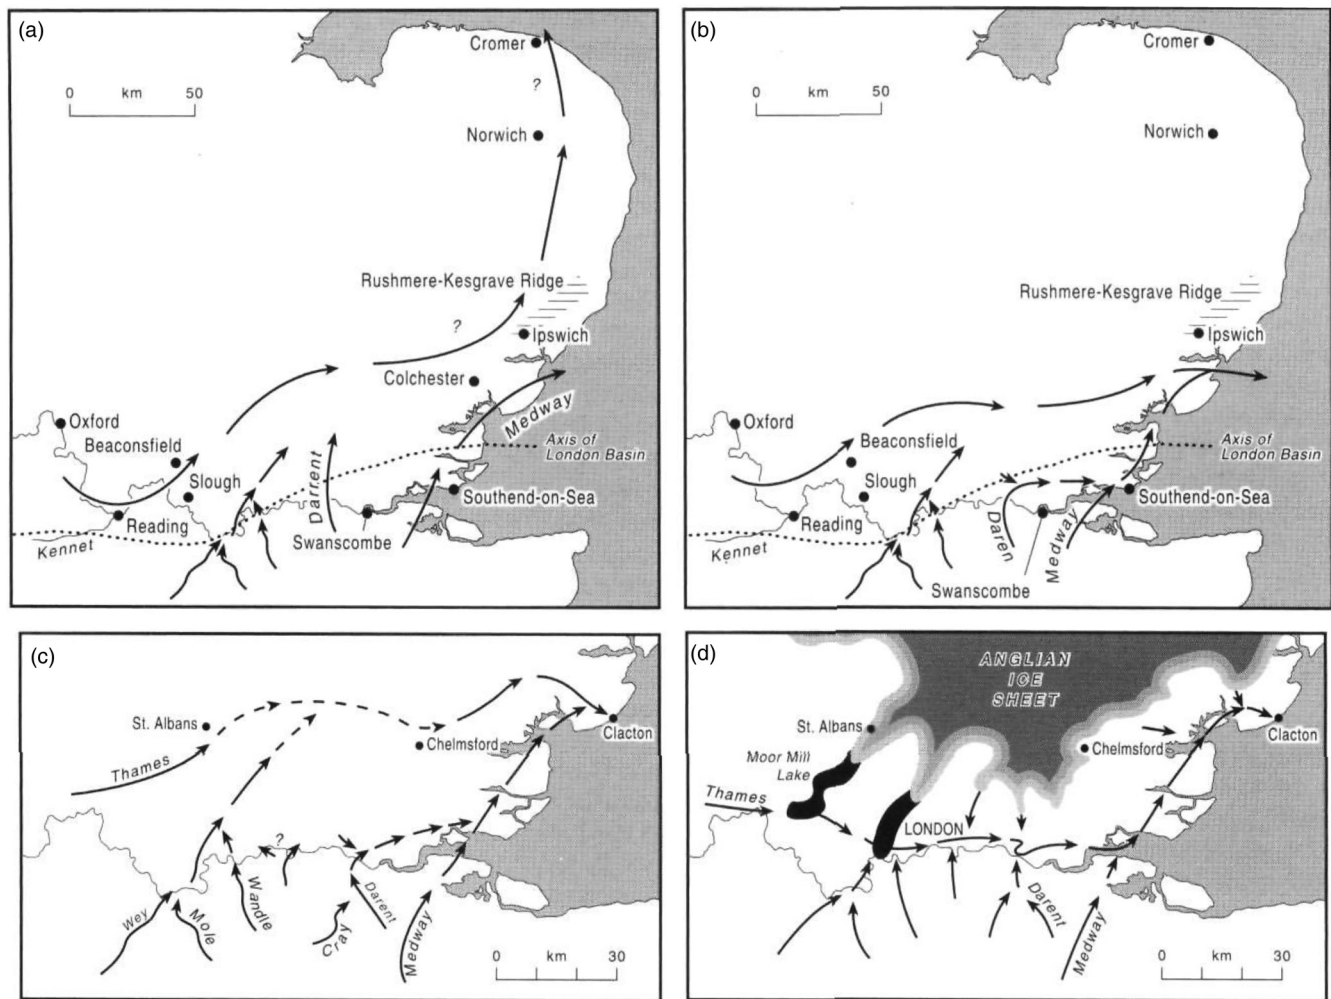 (a)
Cromer
0 km 50
?
Norwich
Rushmere-Kesgrave Ridge
?
Ipswich
Colchester
Medway
Oxford
Beaconsfield
Axis of
London Basin
Slough
Darrent
Southend-on-Sea
Reading
Swanscombe
Kennet
(b)
Cromer
0 km 50
Norwich
Rushmere-Kesgrave Ridge
Ipswich
Oxford
Beaconsfield
Axis of
London Basin
Slough
Southend-on-Sea
Reading
Daren
Medway
Kennet
Swanscombe
(c)
St. Albans
Chelmsford
Clacton
Thames
?
Wey
Mole
Wandle
Cray
Darent
Medway
0 km 30
(d)
ANGLIAN
ICE
SHEET
St. Albans
Moor Mill
Lake
Chelmsford
Clacton
Thames
LONDON
Darent
Medway
0 km 30